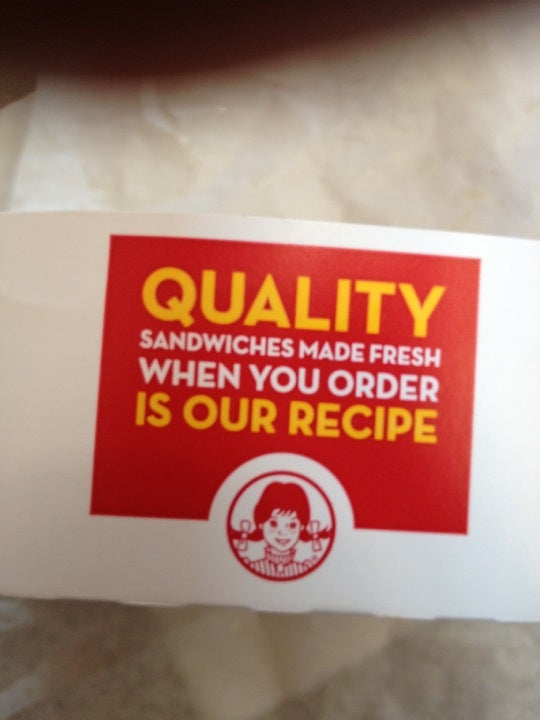 QUALITY
SANDWICHES MADE FRESH
WHEN YOU ORDER
IS OUR RECIPE